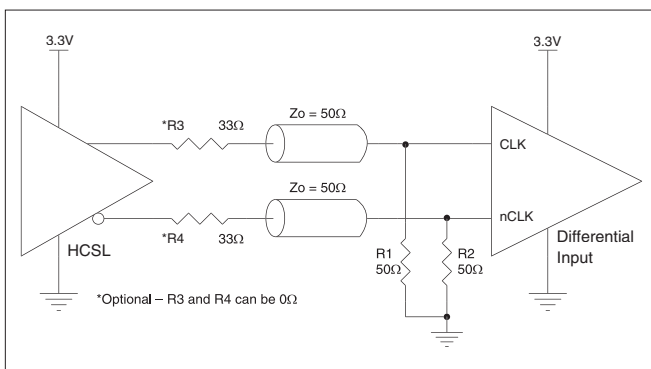 3.3V
3.3V
*R3
33Ω
Zo = 50Ω
CLK
Zo = 50Ω
nCLK
*R4
33Ω
HCSL
R1
50Ω
R2
50Ω
Differential
Input
*Optional – R3 and R4 can be 0Ω